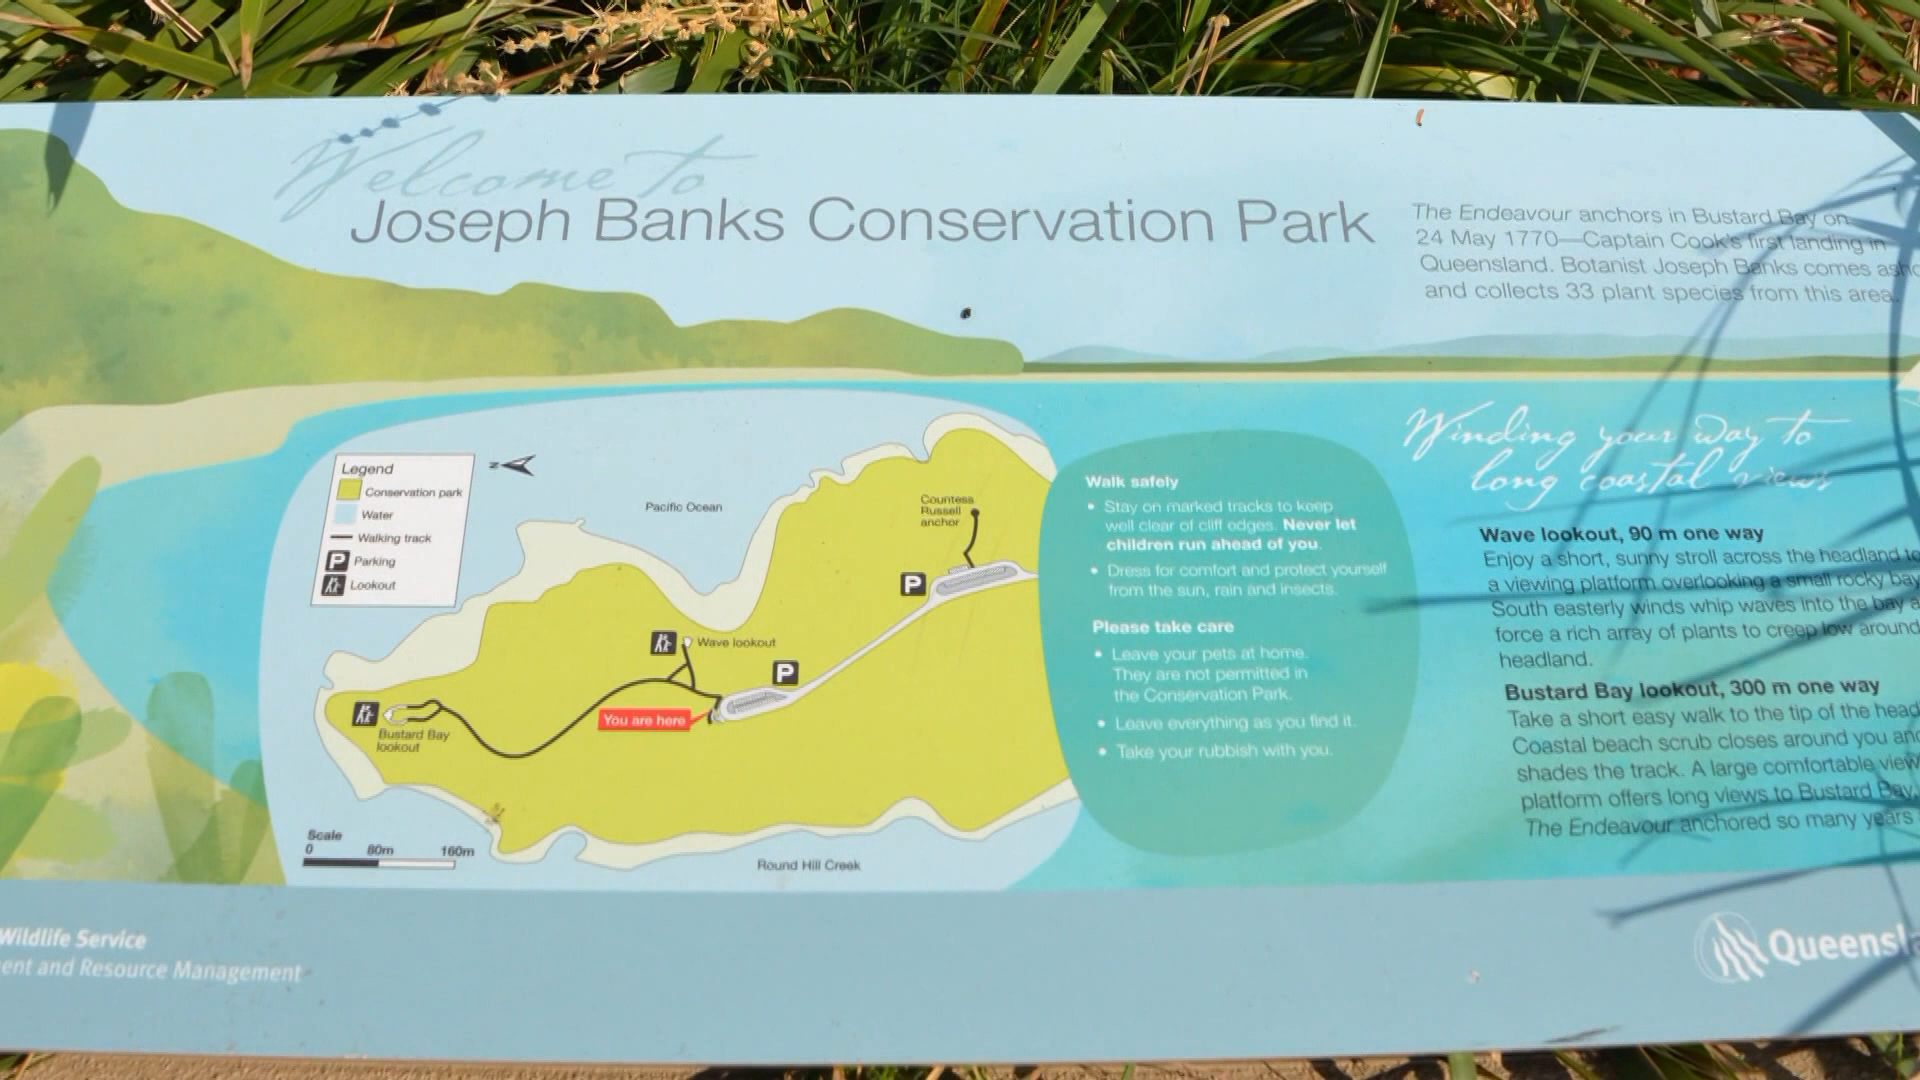 Welcome to
Joseph Banks Conservation Park
The Endeavour anchors in Bustard Bay on
24 May 1770—Captain Cook's first landing in
Queensland. Botanist Joseph Banks comes
and collects 33 plant species from this area.
Legend
Conservation park
Water
Walking track
P Parking
Lookout
N
Pacific Ocean
Countess
Russell
anchor
P
Wave lookout
P
You are here
Bustard Bay
lookout
Scale
0 80m 160m
Round Hill Creek
Walk safely
• Stay on marked tracks to keep
well clear of cliff edges. Never let
children run ahead of you.
• Dress for comfort and protect yourself
from the sun, rain and insects.
Please take care
• Leave your pets at home.
They are not permitted in
the Conservation Park.
• Leave everything as you find it.
• Take your rubbish with you.
Winding your way to
long coastal views
Wave lookout, 90 m one way
Enjoy a short, sunny stroll across the headland
a viewing platform overlooking a small rocky bay
South easterly winds whip waves into the bay
force a rich array of plants to creep low around
headland.
Bustard Bay lookout, 300 m one way
Take a short easy walk to the tip of the
Coastal beach scrub closes around you
shades the track. A large comfortable
platform offers long views to Bustard Bay,
The Endeavour anchored so many years
Wildlife Service
and Resource Management